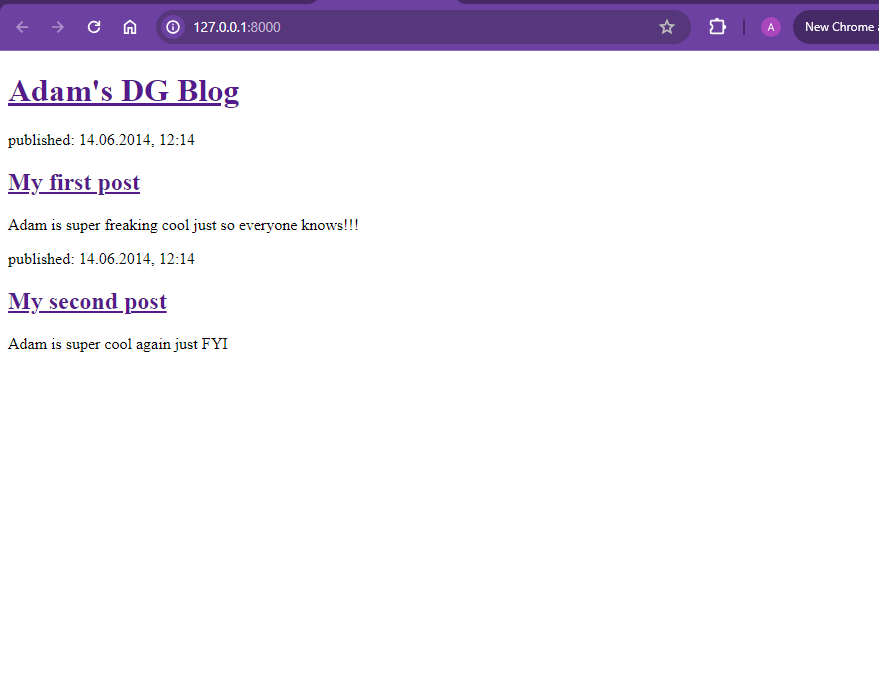 127.0.0.1:8000
A
New Chrome
Adam's DG Blog
published: 14.06.2014, 12:14
My first post
Adam is super freaking cool just so everyone knows!!!
published: 14.06.2014, 12:14
My second post
Adam is super cool again just FYI